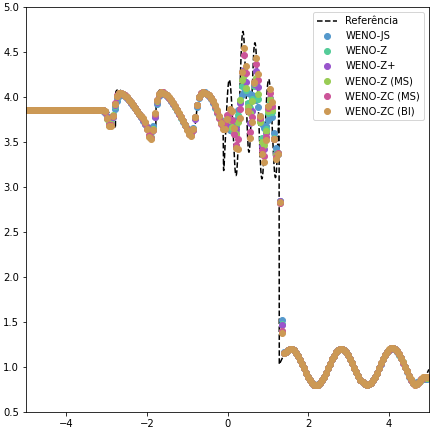 5.0
4.5
4.0
3.5
3.0
2.5
2.0
1.5
1.0
0.5
−4
−2
0
2
4
Referência
WENO-JS
WENO-Z
WENO-Z+
WENO-Z (MS)
WENO-ZC (MS)
WENO-ZC (BI)